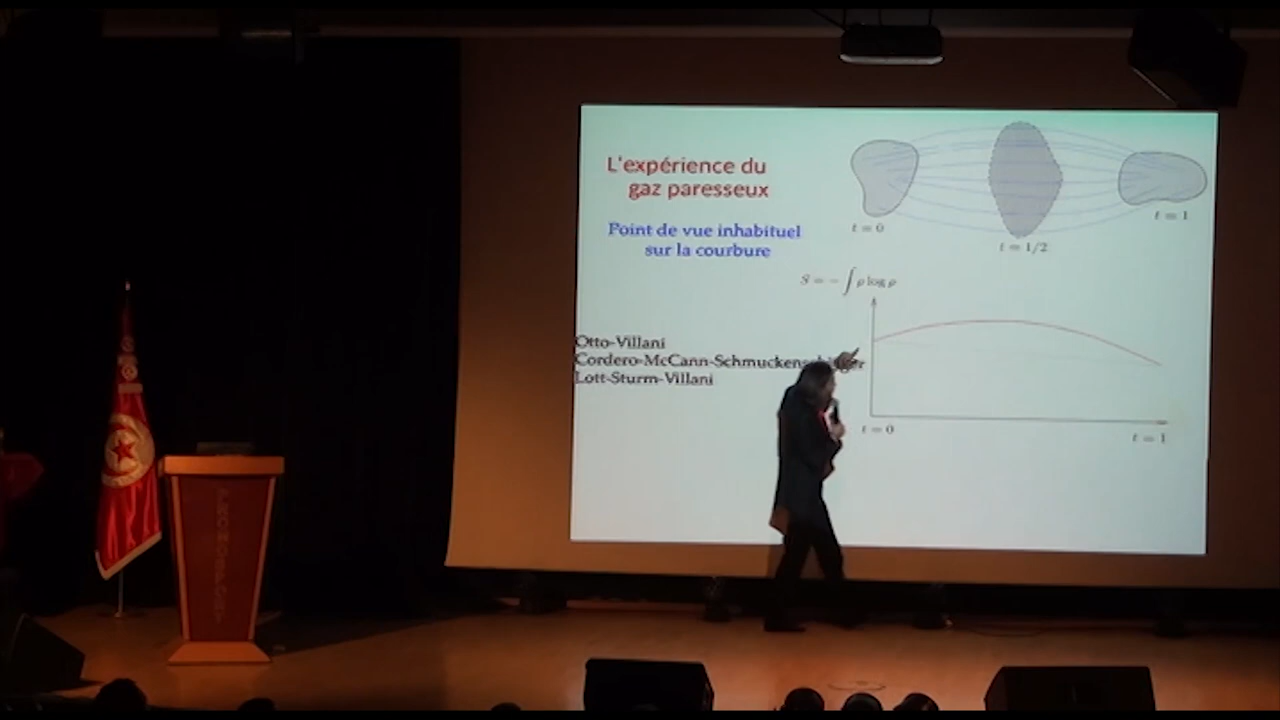 L'expérience du
gaz paresseux
Point de vue inhabituel
sur la courbure
t = 0
t = 1/2
t = 1
S = − ∫ ρ log ρ
Otto-Villani
Cordero-McCann-Schmuckenschläger
Lott-Sturm-Villani
t = 0
t = 1